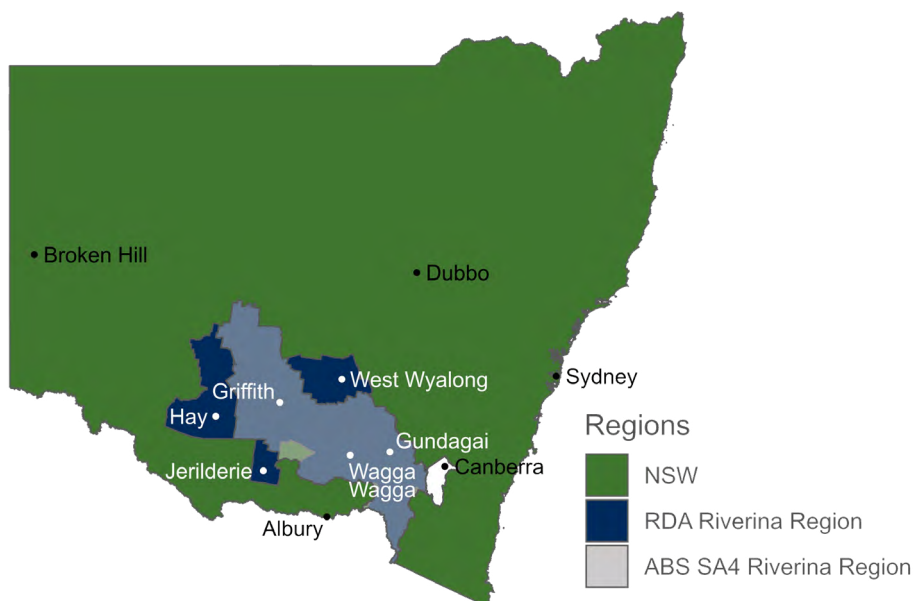 Broken Hill
Dubbo
Sydney
West Wyalong
Griffith
Hay
Gundagai
Canberra
Jerilderie
Wagga
Wagga
Albury
Regions
NSW
RDA Riverina Region
ABS SA4 Riverina Region